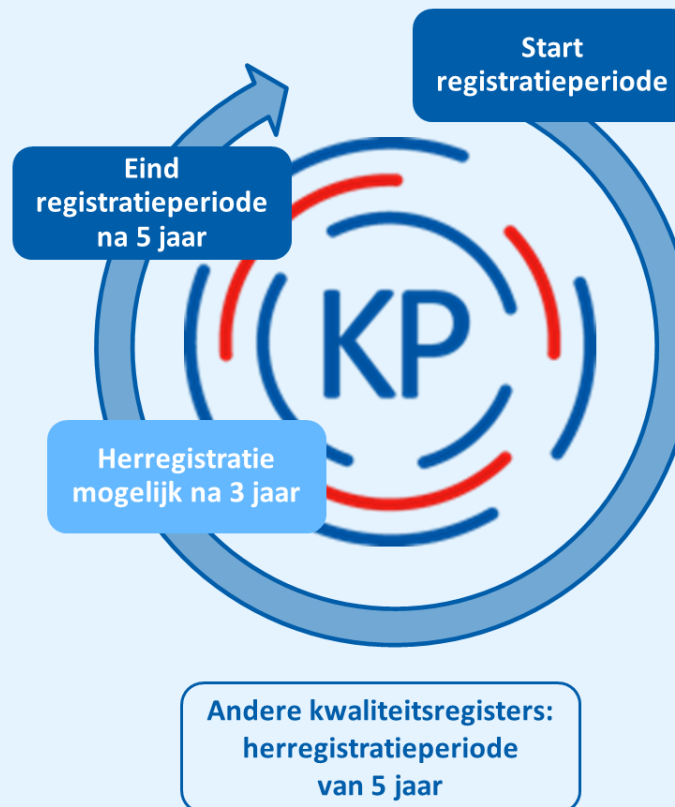 Start
registratieperiode
Eind
registratieperiode
na 5 jaar
KP
Herregistratie
mogelijk na 3 jaar
Andere kwaliteitsregisters:
herregistratieperiode
van 5 jaar